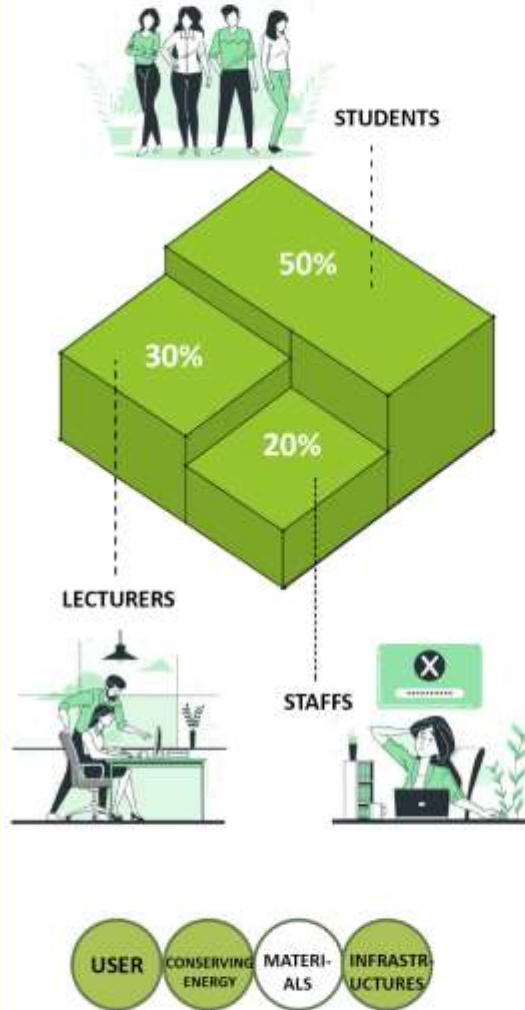 STUDENTS
50%
30%
20%
LECTURERS
STAFFS
USER
CONSERVING
ENERGY
MATERI-
ALS
INFRASTR-
UCTURES